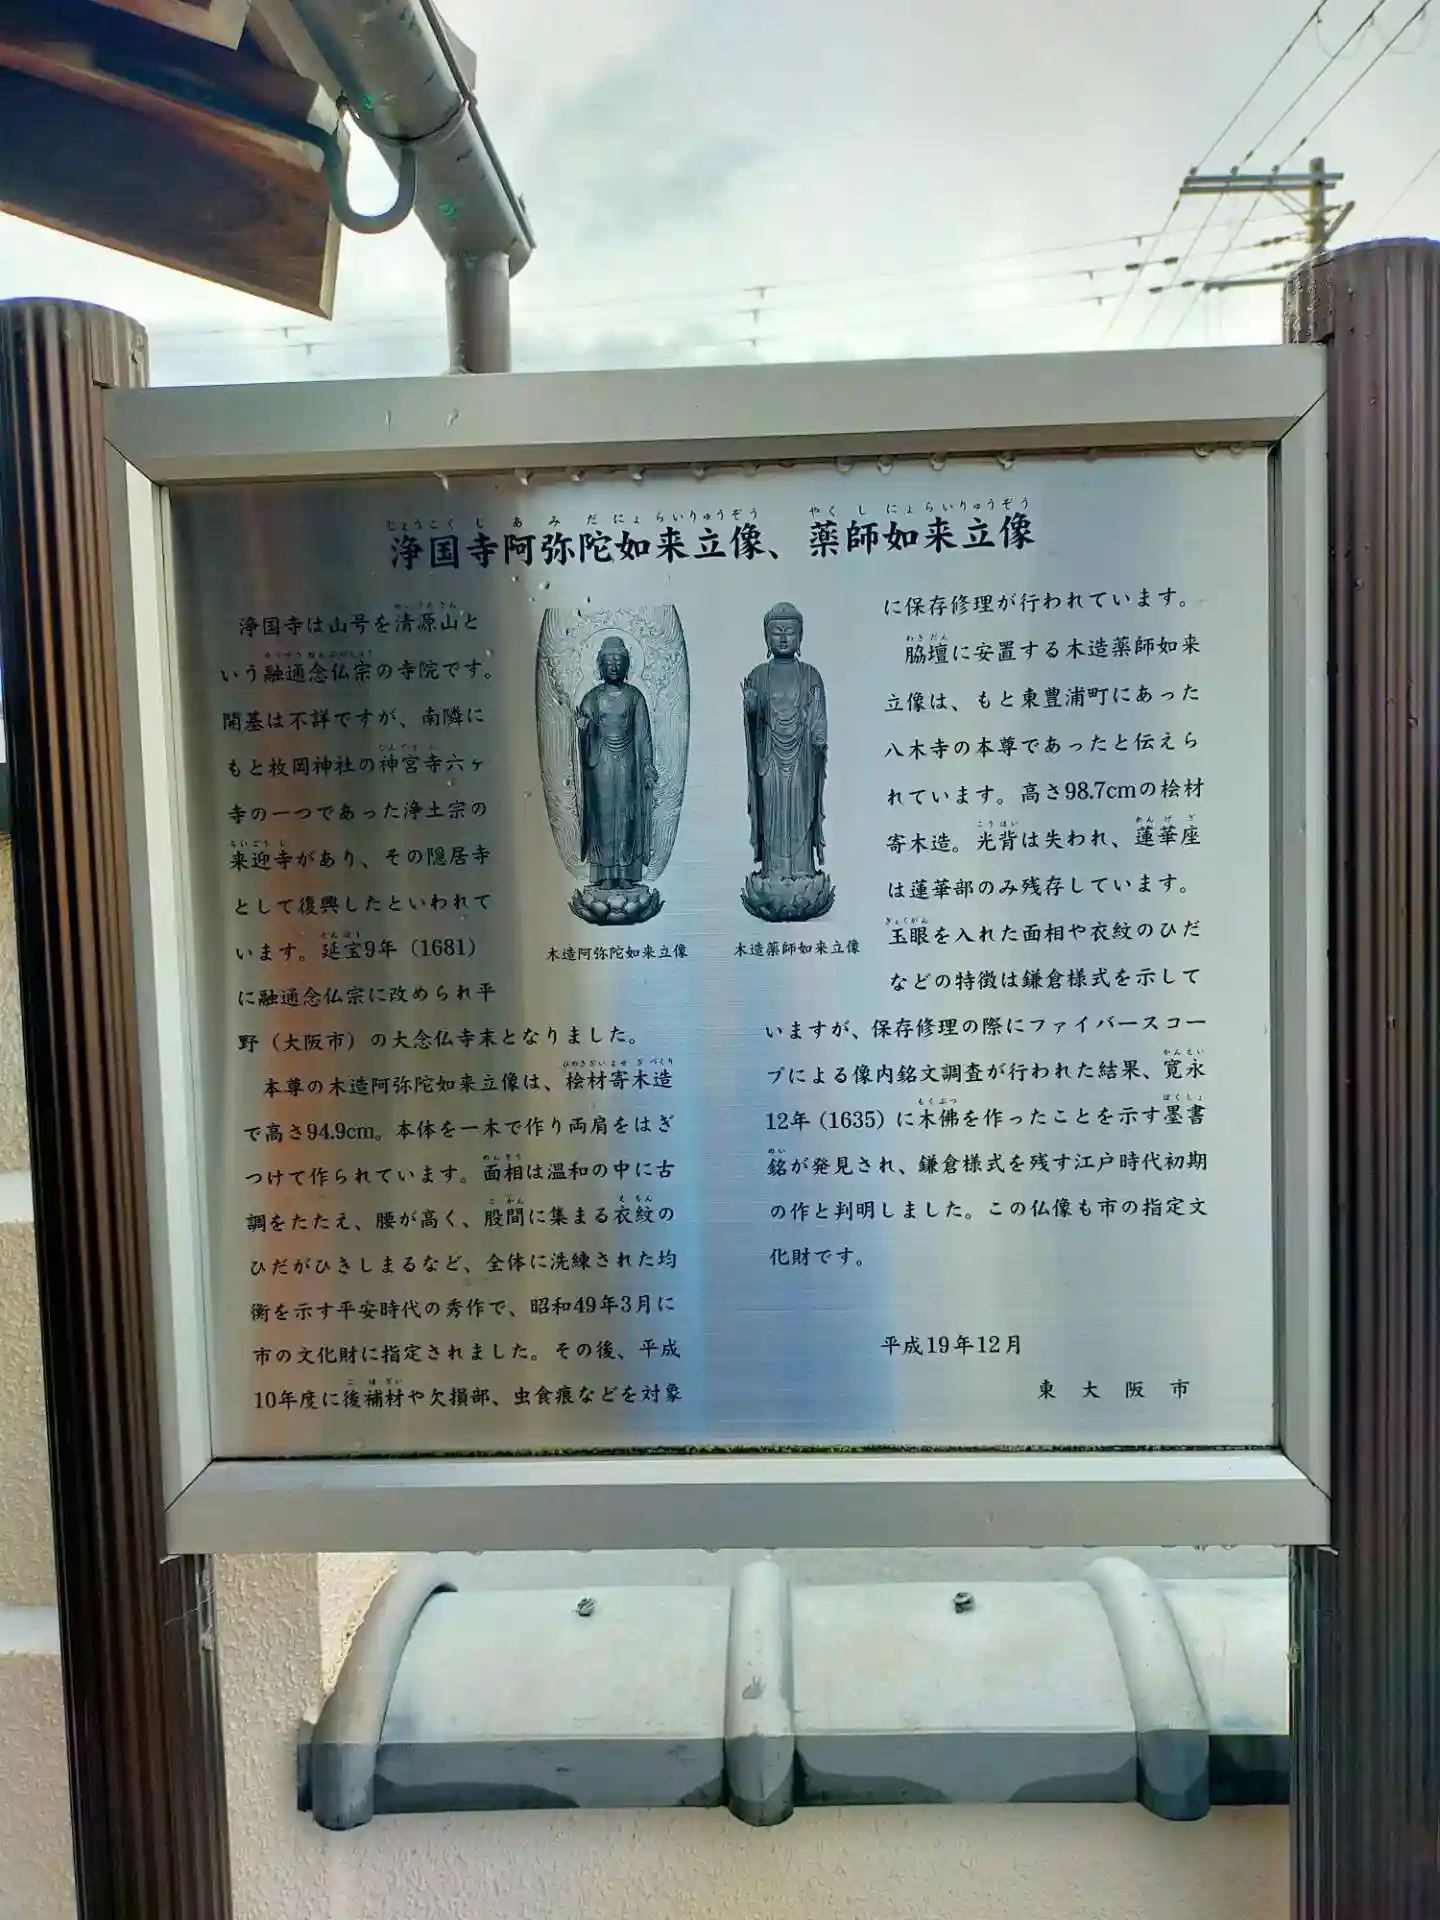 浄国寺阿弥陀如来立像、薬師如来立像
浄国寺は山号を清源山と
いう融通念仏宗の寺院です。
開基は不詳ですが、南隣に
もと枚岡神社の神宮寺六ヶ
寺の一つであった浄土宗の
来迎寺があり、その隠居寺
として復興したといわれて
います。延宝9年（1681）
に融通念仏宗に改められ平
野（大阪市）の大念仏寺末となりました。
本尊の木造阿弥陀如来立像は、桧材寄木造
で高さ94.9cm。本体を一木で作り両肩をはぎ
つけて作られています。面相は温和の中に古
調をたたえ、腰が高く、股間に集まる衣紋の
ひだがひきしまるなど、全体に洗練された均
衡を示す平安時代の秀作で、昭和49年3月に
市の文化財に指定されました。その後、平成
10年度に後補材や欠損部、虫食痕などを対象
木造阿弥陀如来立像
木造薬師如来立像
に保存修理が行われています。
脇壇に安置する木造薬師如来
立像は、もと東豊浦町にあった
八木寺の本尊であったと伝えら
れています。高さ98.7cmの桧材
寄木造。光背は失われ、蓮華座
は蓮華部のみ残存しています。
玉眼を入れた面相や衣紋のひだ
などの特徴は鎌倉様式を示して
いますが、保存修理の際にファイバースコー
プによる像内銘文調査が行われた結果、寛永
12年（1635）に木佛を作ったことを示す墨書
銘が発見され、鎌倉様式を残す江戸時代初期
の作と判明しました。この仏像も市の指定文
化財です。
平成19年12月
東大阪市